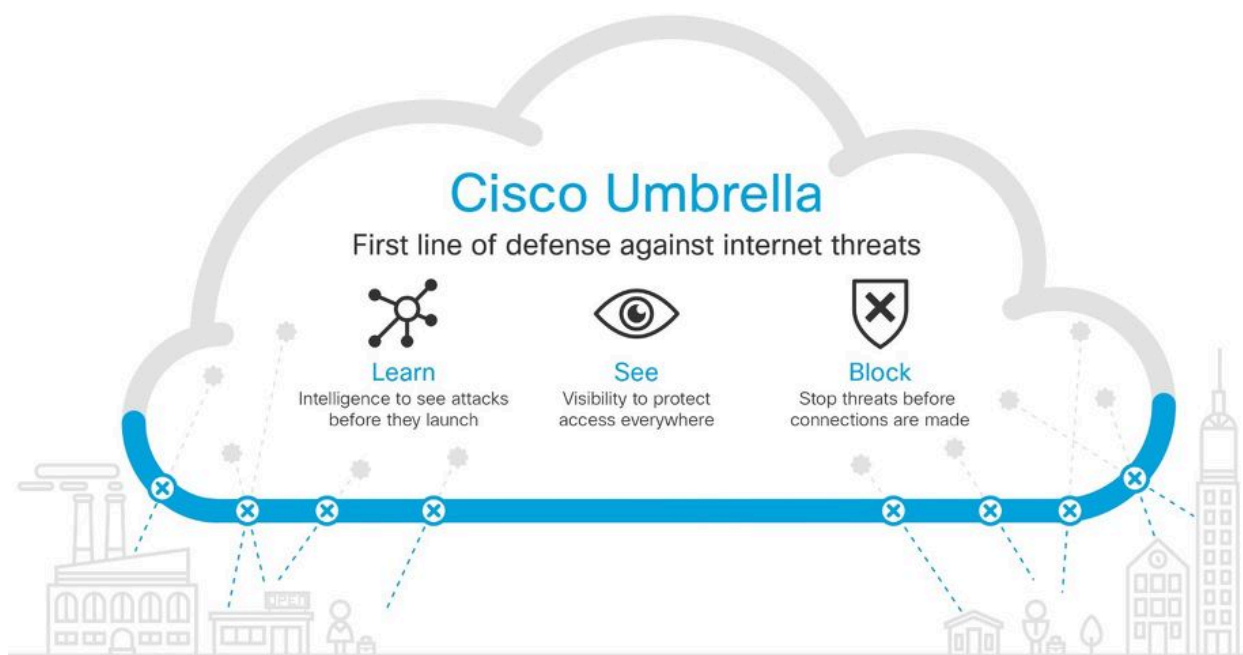 Cisco Umbrella
First line of defense against internet threats
Learn
Intelligence to see attacks
before they launch
See
Visibility to protect
access everywhere
Block
Stop threats before
connections are made
OPEN